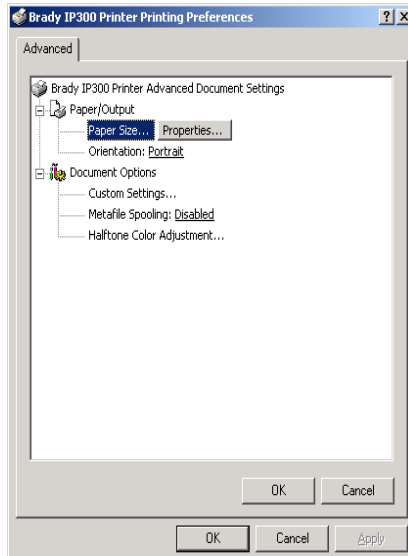 Brady IP300 Printer Printing Preferences
Advanced
Brady IP300 Printer Advanced Document Settings
Paper/Output
Paper Size... Properties...
Orientation: Portrait
Document Options
Custom Settings...
Metafile Spooling: Disabled
Halftone Color Adjustment...
OK Cancel
OK Cancel Apply